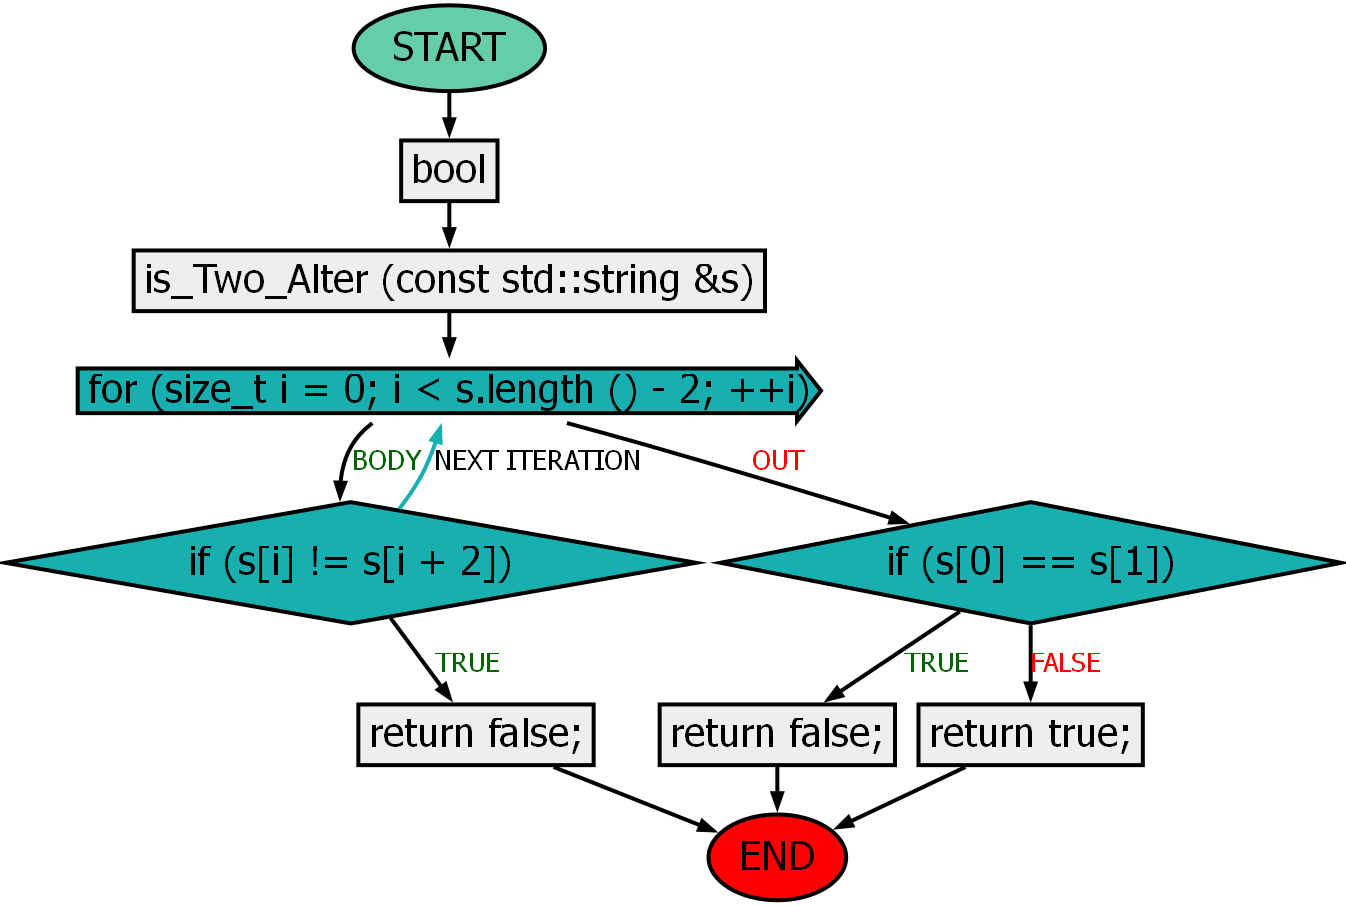 START
bool
is_Two_Alter (const std::string &s)
for (size_t i = 0; i < s.length () - 2; ++i)
BODY
NEXT ITERATION
OUT
if (s[i] != s[i + 2])
if (s[0] == s[1])
TRUE
TRUE
FALSE
return false;
return false;
return true;
END